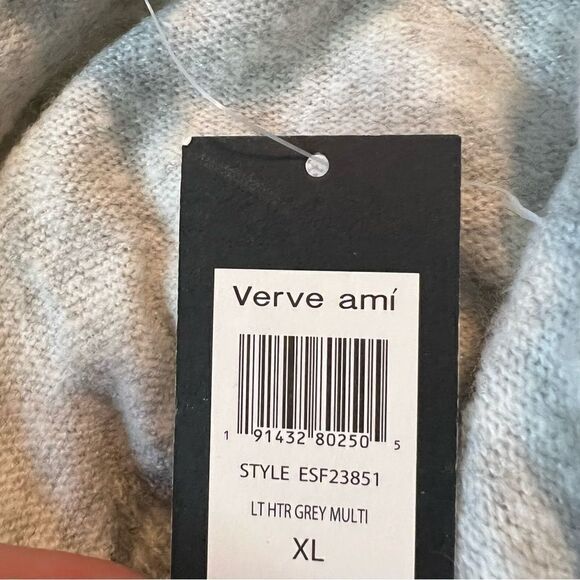 Verve amí
1 91432 80250 5
STYLE ESF23851
LT HTR GREY MULTI
XL